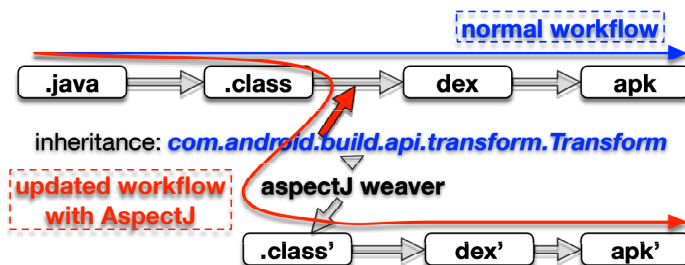 normal workflow
.java .class dex apk
inheritance: com.android.build.api.transform.Transform
updated workflow
with AspectJ
aspectJ weaver
.class’ dex’ apk’